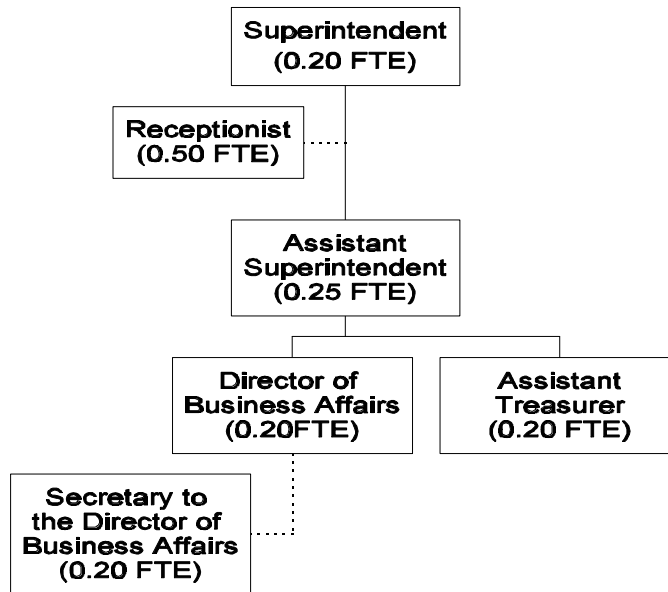 Superintendent
(0.20 FTE)
Receptionist
(0.50 FTE)
Assistant
Superintendent
(0.25 FTE)
Director of
Business Affairs
(0.20FTE)
Assistant
Treasurer
(0.20 FTE)
Secretary to
the Director of
Business Affairs
(0.20 FTE)